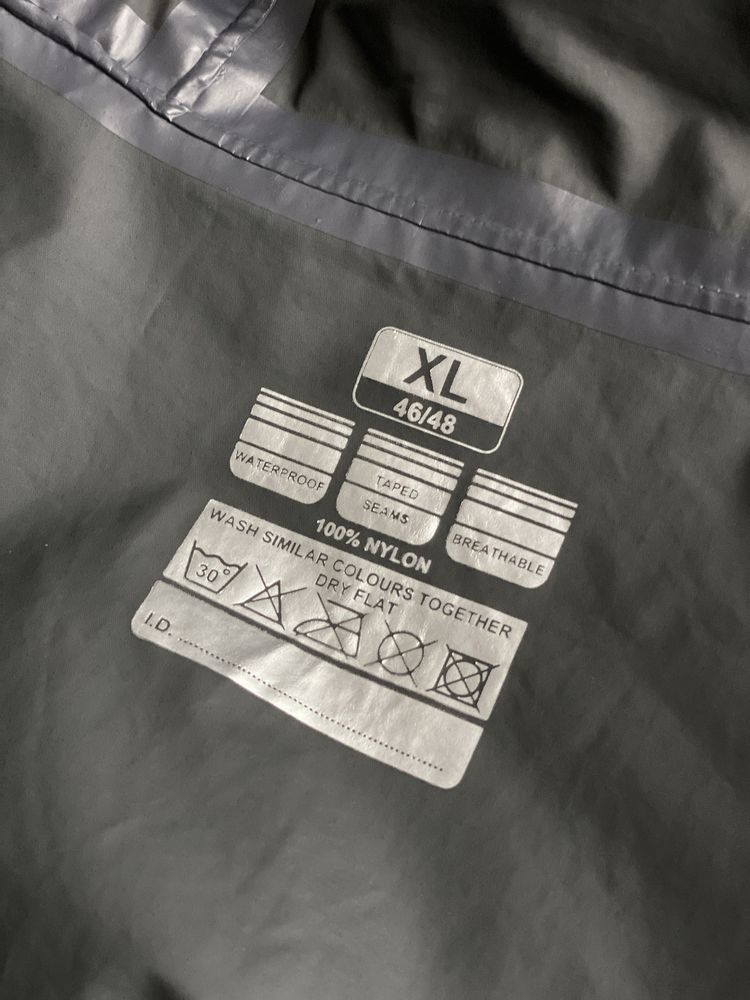 XL
46/48
WATERPROOF
TAPED
SEAMS
BREATHABLE
100% NYLON
WASH SIMILAR COLOURS TOGETHER
DRY FLAT
30°
I.D. ........................................